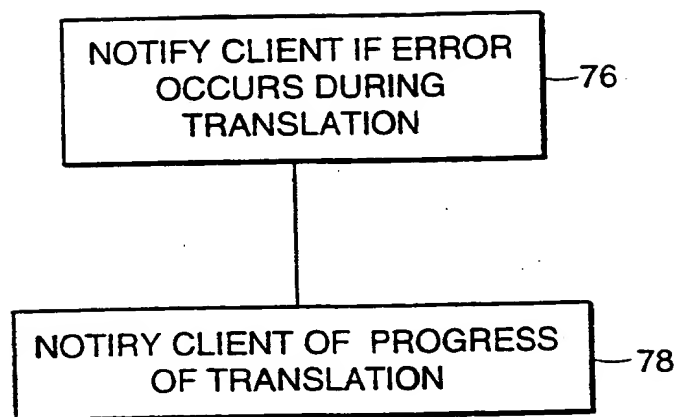 NOTIFY CLIENT IF ERROR
OCCURS DURING
TRANSLATION
76
NOTIRY CLIENT OF PROGRESS
OF TRANSLATION
78